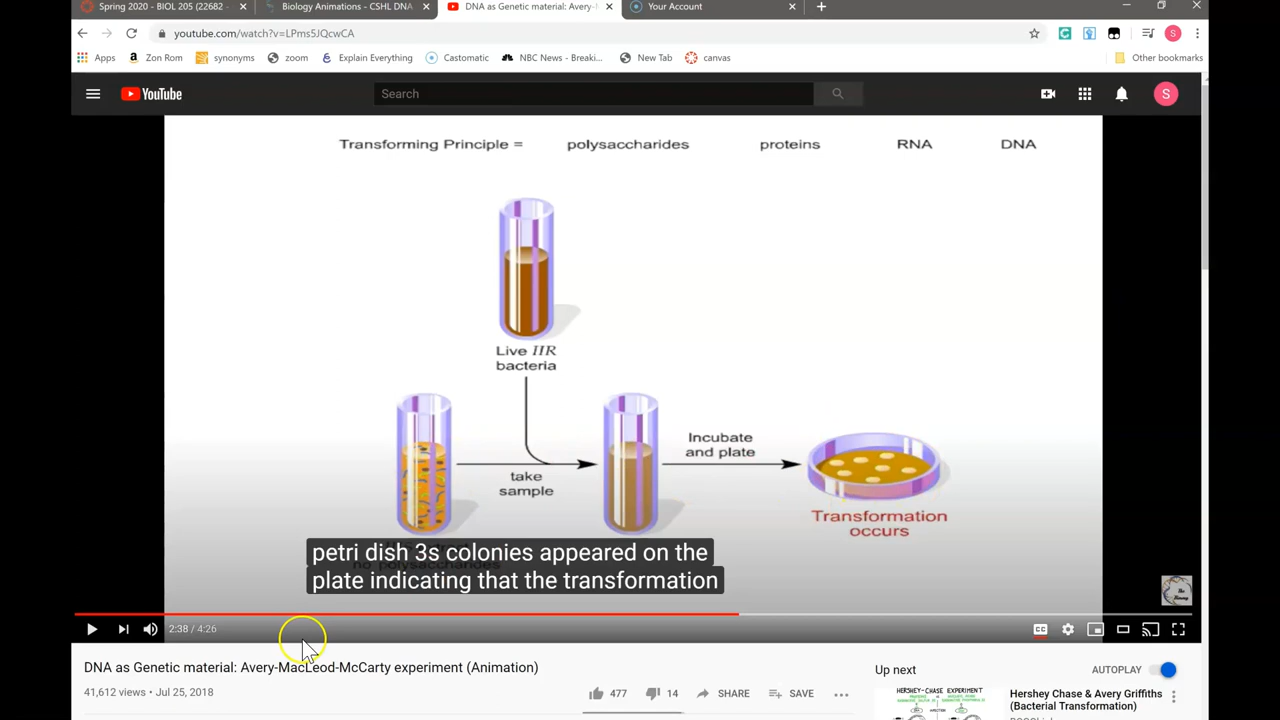 Spring 2020 - BIOL 205 (22682 -
Biology Animations - CSHL DNA
DNA as Genetic material: Avery-
Your Account
youtube.com/watch?v=LPms5JQcwCA
S
Apps
Zon Rom
synonyms
zoom
Explain Everything
Castomatic
NBC News - Breaki...
New Tab
canvas
Other bookmarks
YouTube
Search
S
Transforming Principle = polysaccharides proteins RNA DNA
Live IIR
bacteria
Incubate
and plate
take
sample
Transformation
occurs
petri dish 3s colonies appeared on the
plate indicating that the transformation
2:38 / 4:26
CC
DNA as Genetic material: Avery-MacLeod-McCarty experiment (Animation)
41,612 views • Jul 25, 2018
477
14
SHARE
SAVE
Up next
AUTOPLAY
HERSHEY-CHASE EXPERIMENT
Hershey Chase & Avery Griffiths
(Bacterial Transformation)